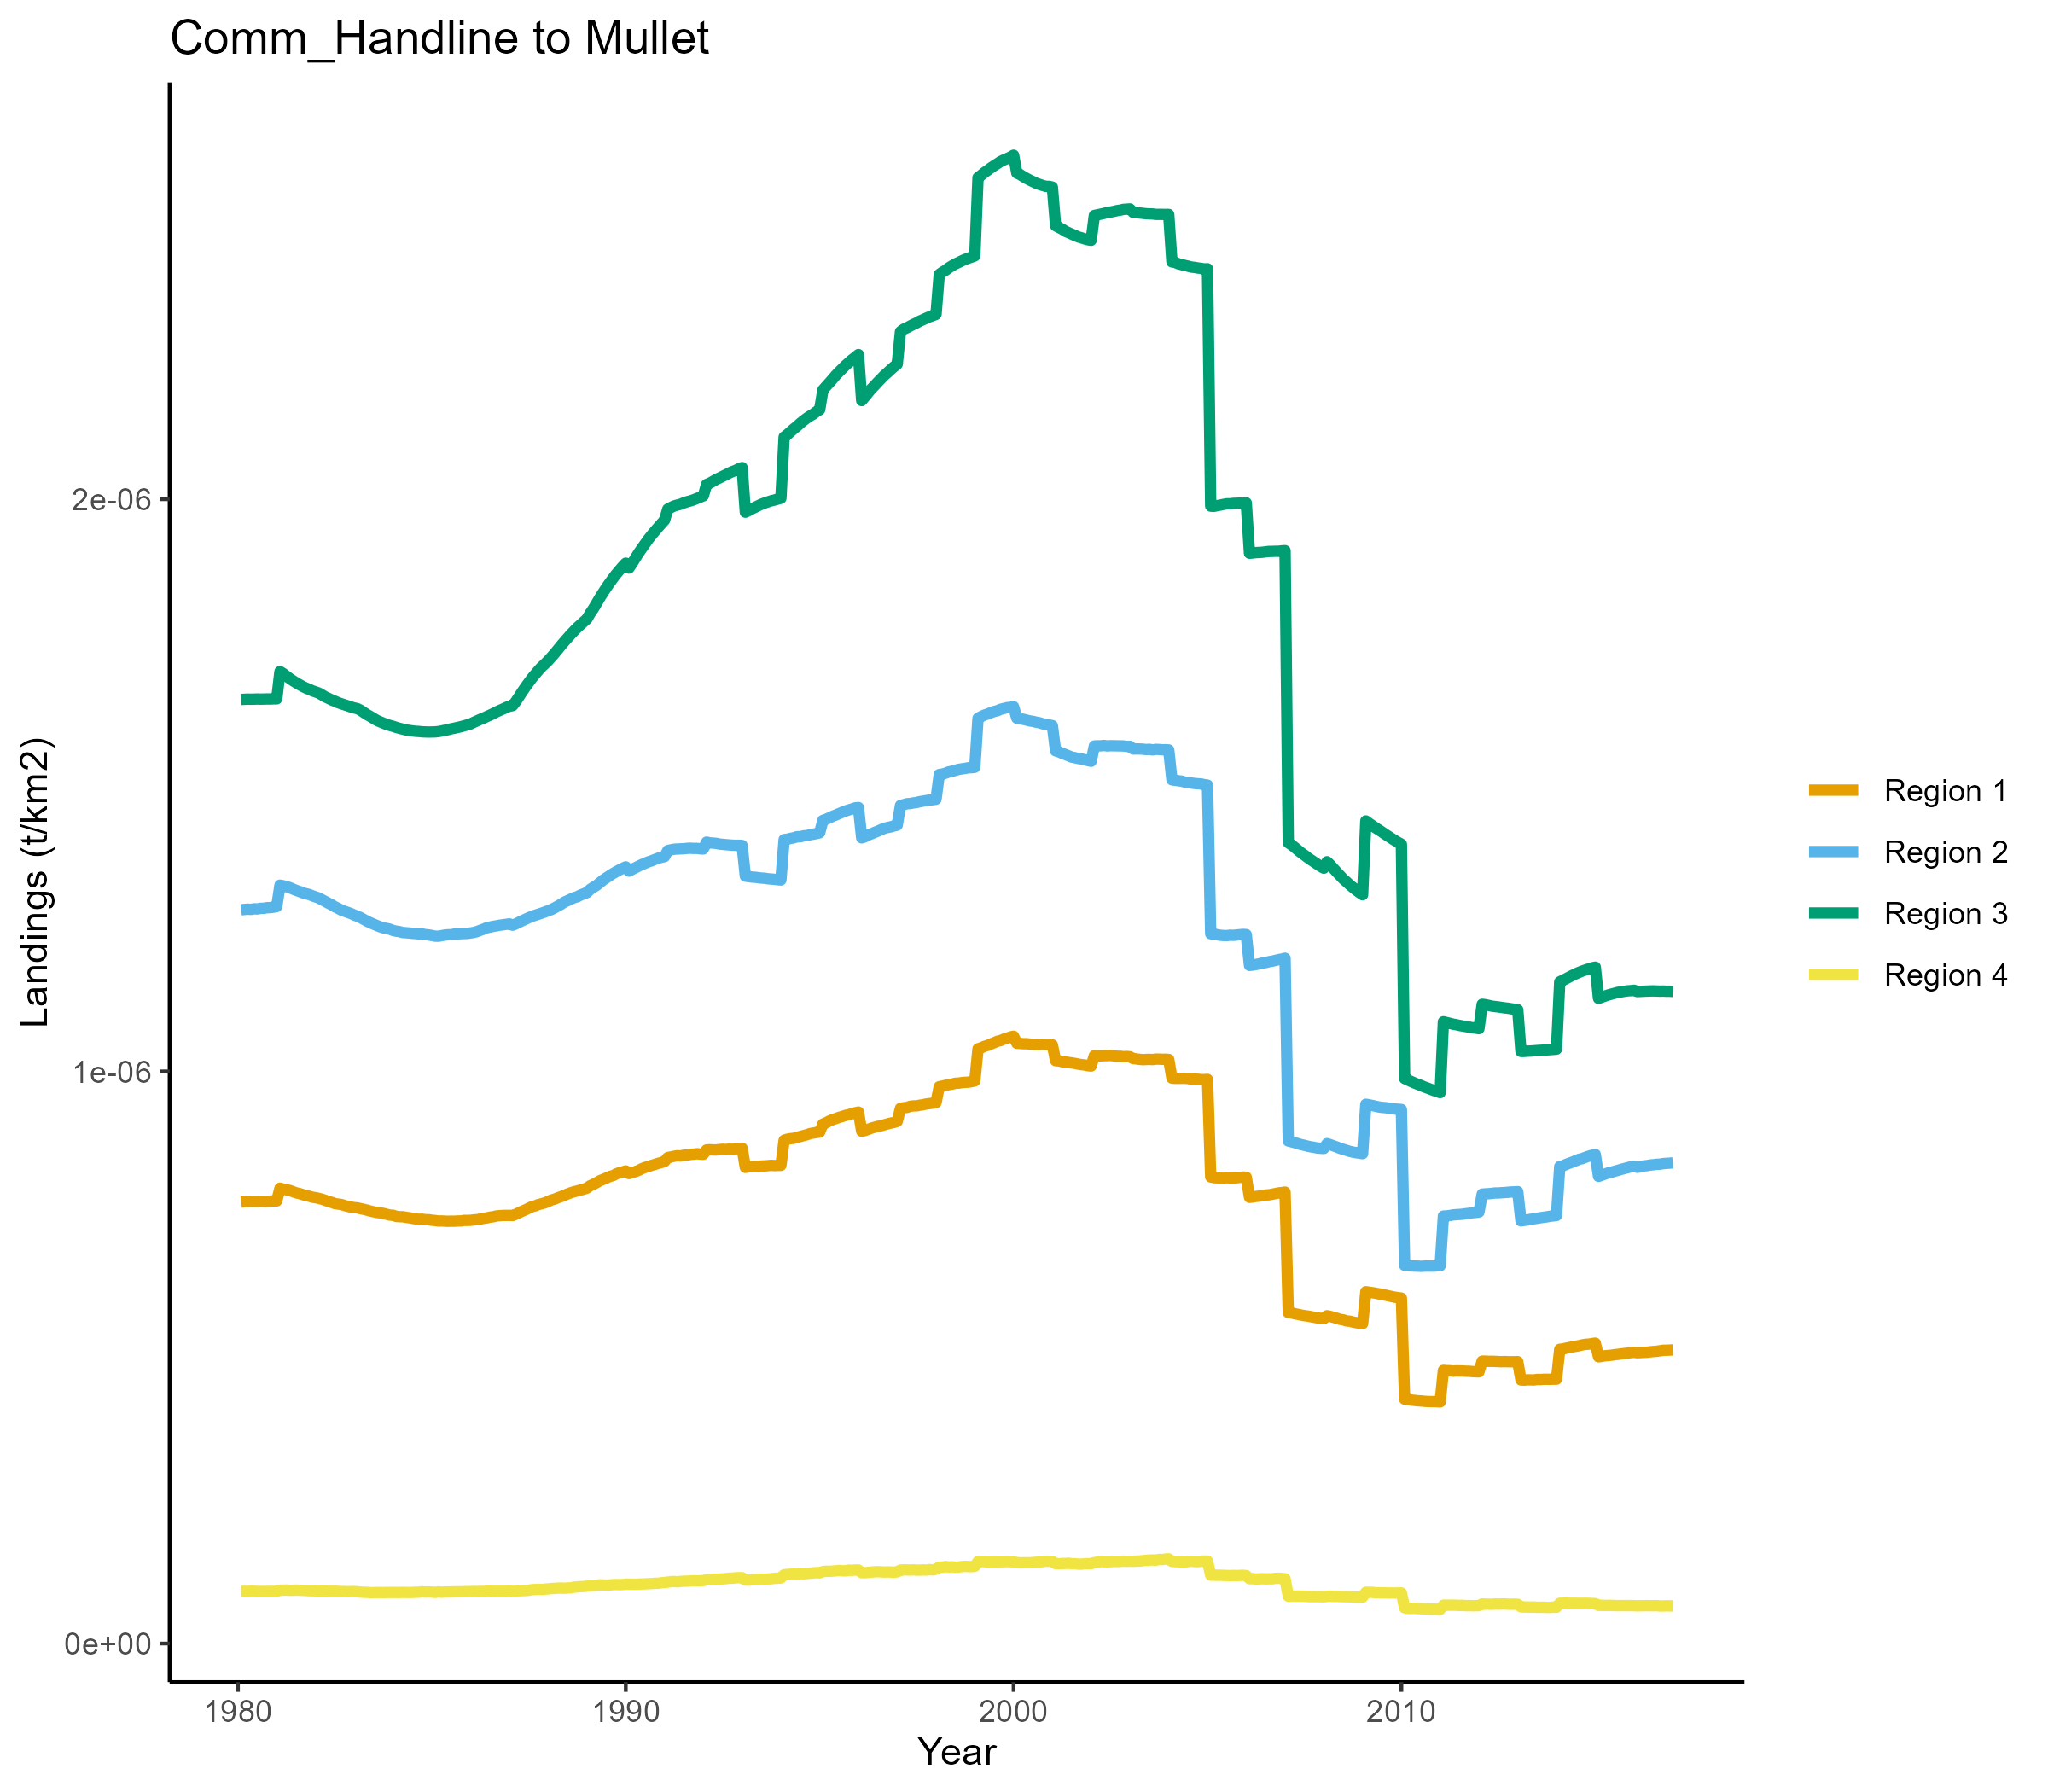 Comm_Handline to Mullet
Landings (t/km2)
2e-06
1e-06
0e+00
1980
1990
2000
2010
Year
Region 1
Region 2
Region 3
Region 4